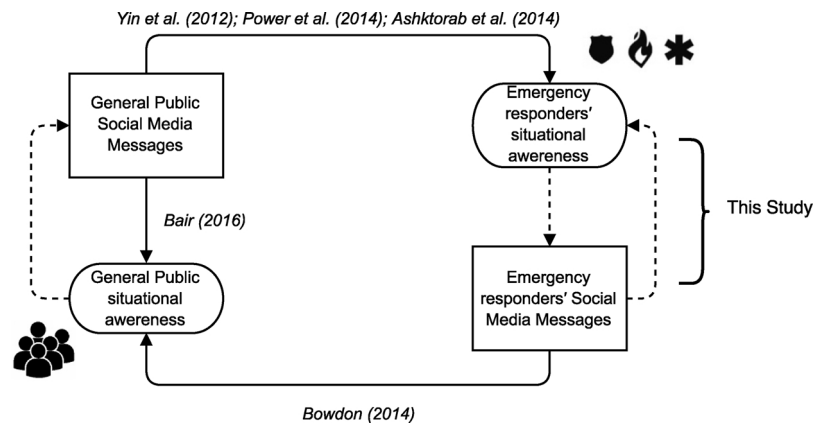 Yin et al. (2012); Power et al. (2014); Ashktorab et al. (2014)
General Public
Social Media
Messages
Emergency
responders'
situational
awereness
This Study
Bair (2016)
General Public
situational
awereness
Emergency
responders' Social
Media Messages
Bowdon (2014)